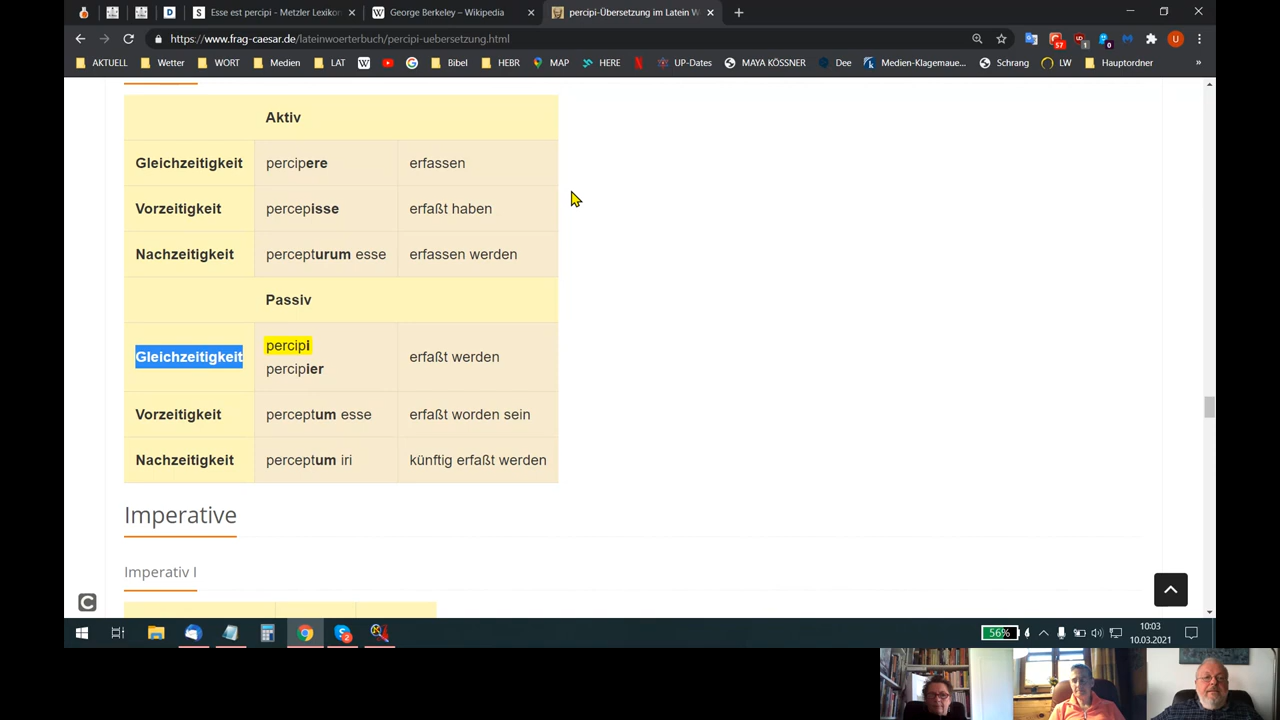 Esse est percipi - Metzler Lexikon
George Berkeley – Wikipedia
percipi-Übersetzung im Latein W
https://www.frag-caesar.de/lateinwoerterbuch/percipi-uebersetzung.html
57
1
0
U
AKTUELL
Wetter
WORT
Medien
LAT
Bibel
HEBR
MAP
HERE
UP-Dates
MAYA KÖSSNER
Dee
Medien-Klagemaue...
Schrang
LW
Hauptordner
»
Aktiv
Gleichzeitigkeit percipere erfassen
Vorzeitigkeit percepisse erfaßt haben
Nachzeitigkeit percepturum esse erfassen werden
Passiv
percipi
Gleichzeitigkeit erfaßt werden
percipier
Vorzeitigkeit perceptum esse erfaßt worden sein
Nachzeitigkeit perceptum iri künftig erfaßt werden
Imperative
Imperativ I
56%
10:03
10.03.2021